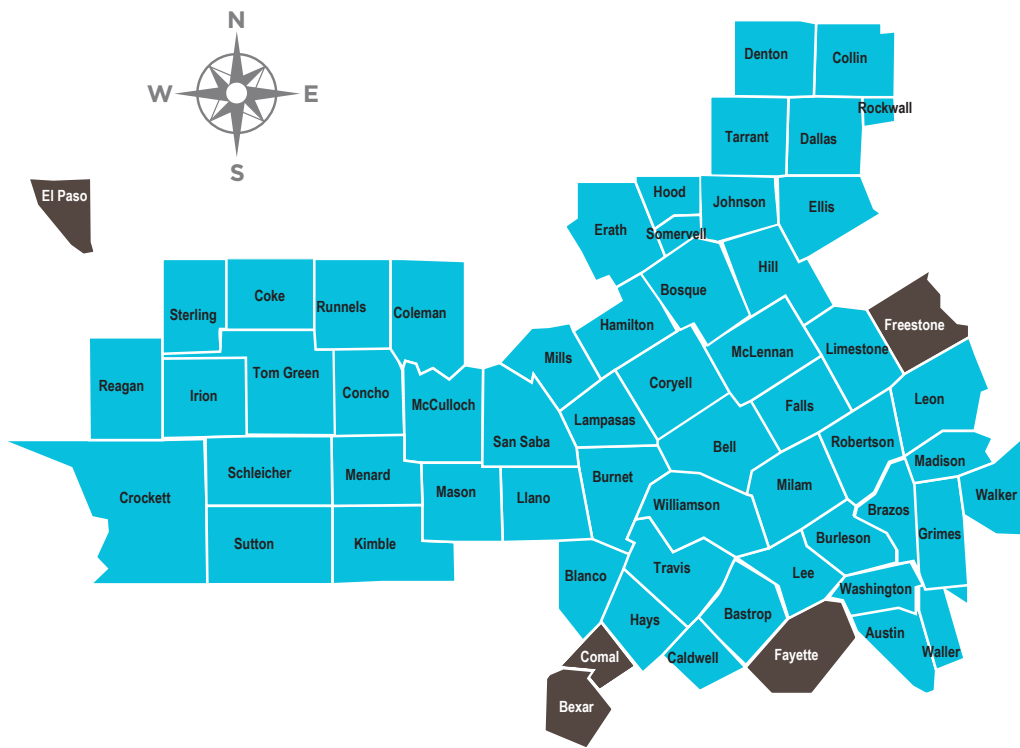 N
W E
S
Denton Collin
Rockwall
Tarrant Dallas
El Paso
Hood Johnson Ellis
Erath Somervell
Hill
Bosque
Sterling Coke Runnels Coleman
Hamilton McLennan Limestone Freestone
Reagan Irion Tom Green Concho McCulloch Mills Coryell
Falls Leon
San Saba Lampasas Bell Robertson
Madison
Crockett Schleicher Menard Mason Llano Burnet Williamson Milam Brazos Walker
Sutton Kimble Burleson Grimes
Blanco Travis Lee Washington
Hays Bastrop Austin
Comal Caldwell Fayette Waller
Bexar